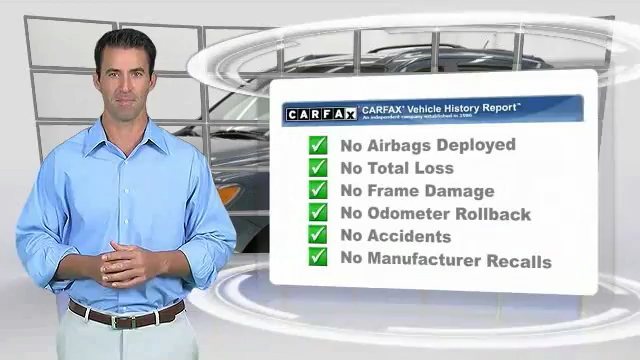 CARFAX CARFAX Vehicle History Report™
An independent company established in 1986
No Airbags Deployed
No Total Loss
No Frame Damage
No Odometer Rollback
No Accidents
No Manufacturer Recalls